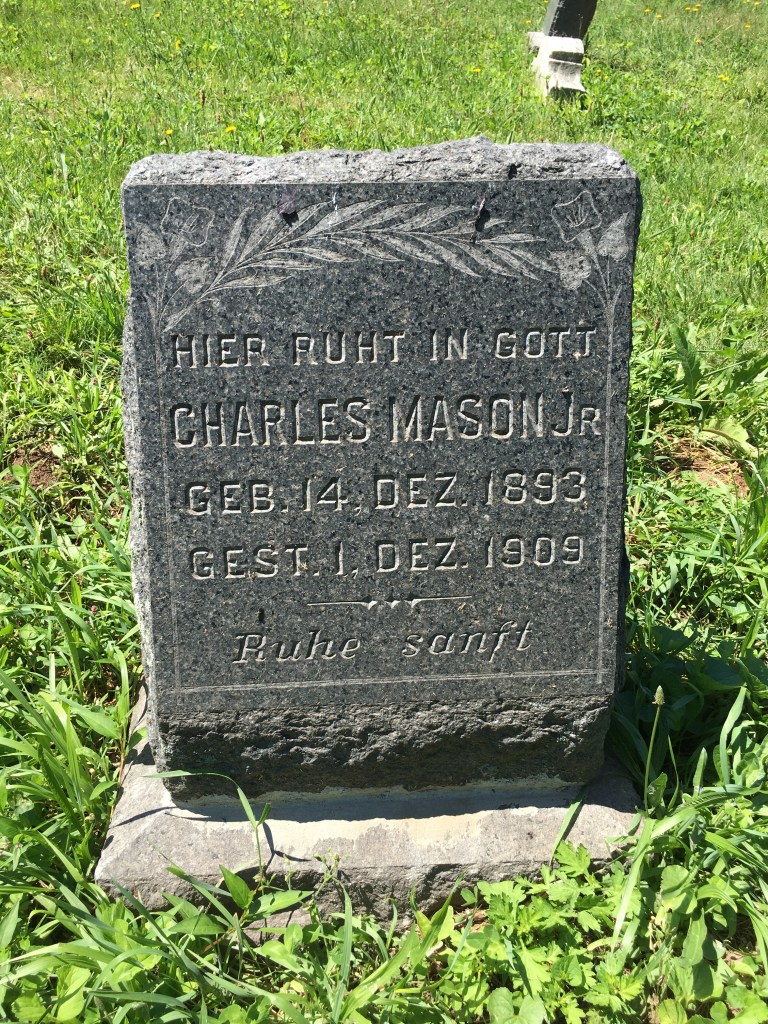 HIER RUHT IN GOTT
CHARLES MASON JR
GEB. 14, DEZ. 1893
GEST. 1, DEZ. 1909
Ruhe sanft